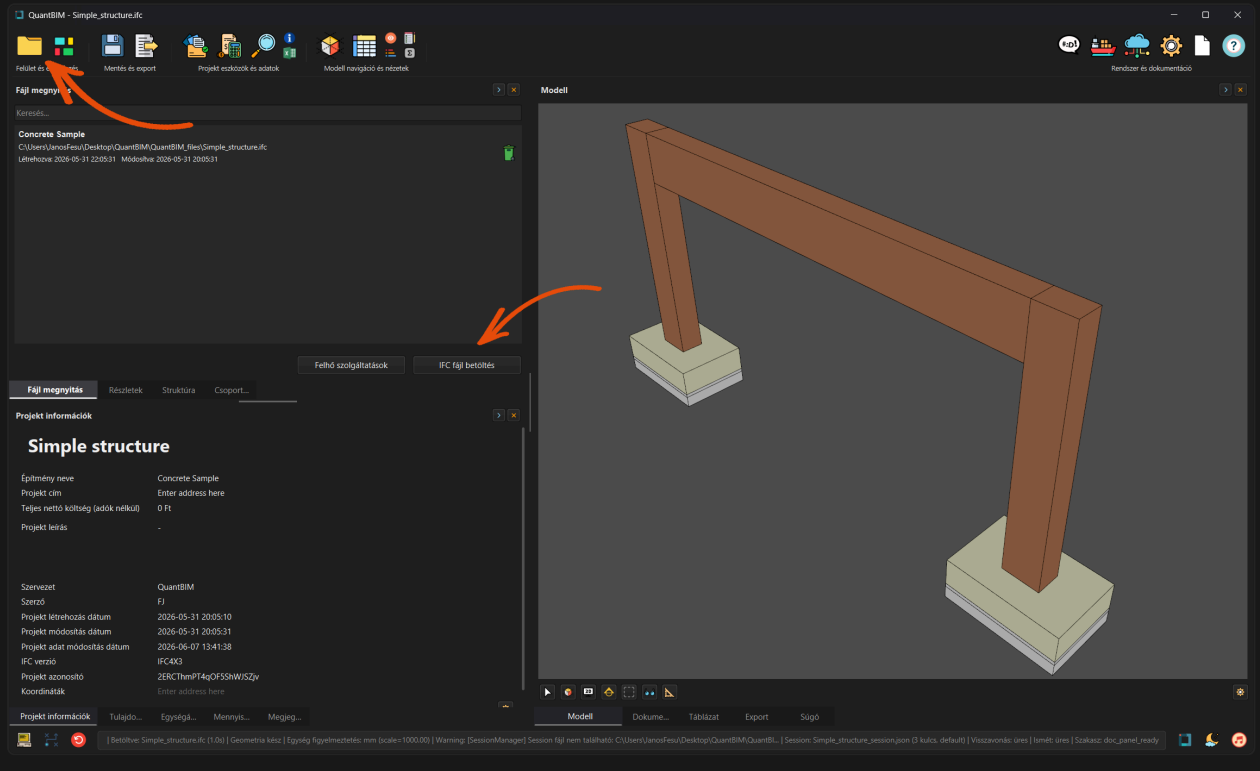 QuantBIM - Simple_structure.ifc
Felület és
Mentés és export
Projekt eszközök és adatok
Modell navigáció és nézetek
Rendszer és dokumentáció
Fájl megnyitás
Modell
Keresés...
Concrete Sample
C:\Users\JanosFesu\Desktop\QuantBIM\QuantBIM_files\Simple_structure.ifc
Létrehozva: 2026-05-31 22:05:31 Módosítva: 2026-05-31 20:05:31
Felhő szolgáltatások
IFC fájl betöltés
Fájl megnyitás
Részletek
Struktúra
Csoport...
Projekt információk
Simple structure
Építmény neve Concrete Sample
Projekt cím Enter address here
Teljes nettó költség (adók nélkül) 0 Ft
Projekt leírás -
Szervezet QuantBIM
Szerző FJ
Projekt létrehozás dátum 2026-05-31 20:05:10
Projekt módosítás dátum 2026-05-31 20:05:31
Projekt adat módosítás dátum 2026-06-07 13:41:38
IFC verzió IFC4X3
Projekt azonosító 2ERCThmPT4qOF5ShWJSZjv
Koordináták Enter address here
Projekt információk
Tulajdo...
Egységá...
Mennyis...
Megjeg...
Modell
Dokume...
Táblázat
Export
Súgó
| Betöltve: Simple_structure.ifc (1.0s) | Geometria kész | Egység figyelmeztetés: mm (scale=1000.00) | Warning: [SessionManager] Session fájl nem található: C:\Users\JanosFesu\Desktop\QuantBIM\QuantBI... | Session: Simple_structure_session.json (3 kulcs. default) | Visszavonás: üres | Ismét: üres | Szakasz: doc_panel_ready